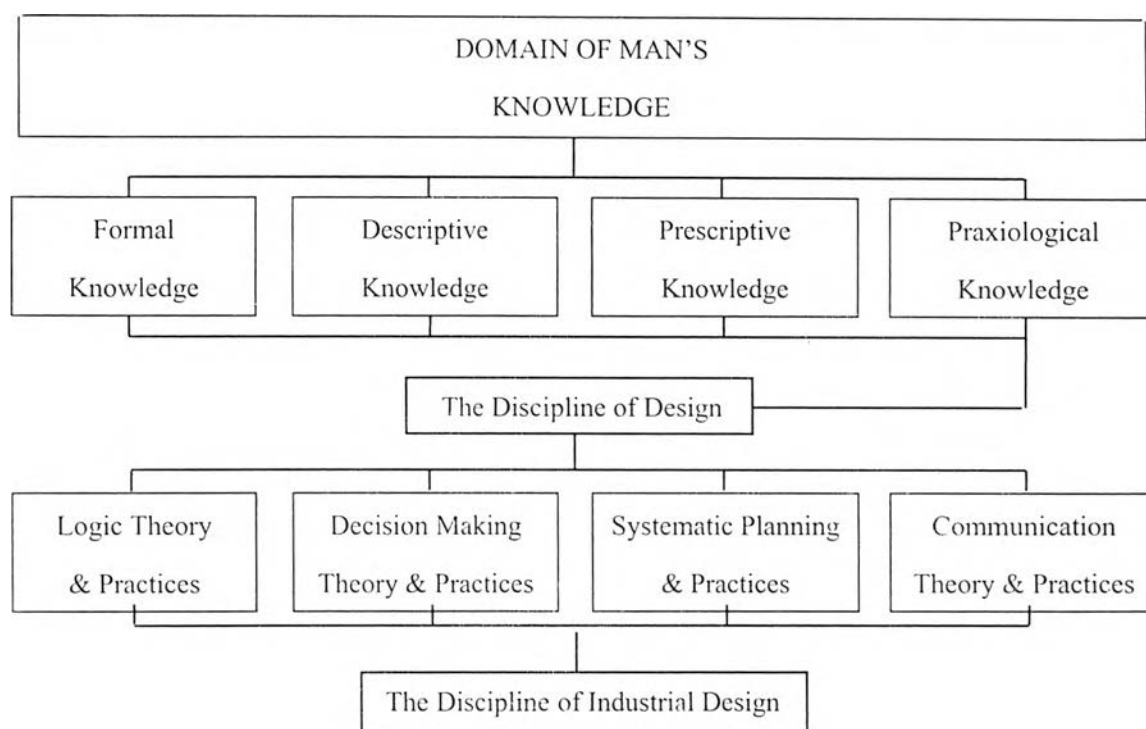 DOMAIN OF MAN'S
KNOWLEDGE
Formal
Knowledge
Descriptive
Knowledge
Prescriptive
Knowledge
Praxiological
Knowledge
The Discipline of Design
Logic Theory
& Practices
Decision Making
Theory & Practices
Systematic Planning
& Practices
Communication
Theory & Practices
The Discipline of Industrial Design